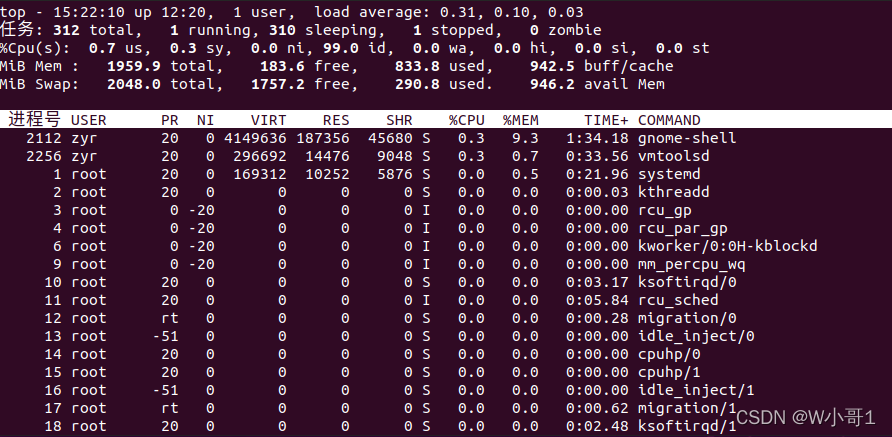 top - 15:22:10 up 12:20,  1 user,  load average: 0.31, 0.10, 0.03
任务: 312 total,   1 running, 310 sleeping,   1 stopped,   0 zombie
%Cpu(s):  0.7 us,  0.3 sy,  0.0 ni, 99.0 id,  0.0 wa,  0.0 hi,  0.0 si,  0.0 st
MiB Mem :   1959.9 total,    183.6 free,    833.8 used,    942.5 buff/cache
MiB Swap:   2048.0 total,   1757.2 free,    290.8 used.    946.2 avail Mem
进程号 USER      PR  NI    VIRT    RES    SHR    %CPU  %MEM     TIME+ COMMAND
2112 zyr       20   0 4149636 187356  45680 S   0.3   9.3   1:34.18 gnome-shell
2256 zyr       20   0  296692  14476   9048 S   0.3   0.7   0:33.56 vmtoolsd
1 root      20   0  169312  10252   5876 S   0.0   0.5   0:21.96 systemd
2 root      20   0       0      0      0 S   0.0   0.0   0:00.03 kthreadd
3 root       0 -20       0      0      0 I   0.0   0.0   0:00.00 rcu_gp
4 root       0 -20       0      0      0 I   0.0   0.0   0:00.00 rcu_par_gp
6 root       0 -20       0      0      0 I   0.0   0.0   0:00.00 kworker/0:0H-kblockd
9 root       0 -20       0      0      0 I   0.0   0.0   0:00.00 mm_percpu_wq
10 root      20   0       0      0      0 S   0.0   0.0   0:03.17 ksoftirqd/0
11 root      20   0       0      0      0 I   0.0   0.0   0:05.84 rcu_sched
12 root      rt   0       0      0      0 S   0.0   0.0   0:00.28 migration/0
13 root     -51   0       0      0      0 S   0.0   0.0   0:00.00 idle_inject/0
14 root      20   0       0      0      0 S   0.0   0.0   0:00.00 cpuhp/0
15 root      20   0       0      0      0 S   0.0   0.0   0:00.00 cpuhp/1
16 root     -51   0       0      0      0 S   0.0   0.0   0:00.00 idle_inject/1
17 root      rt   0       0      0      0 S   0.0   0.0   0:00.62 migration/1
18 root      20   0       0      0      0 S   0.0   0.0   0:02.48 ksoftirqd/1
CSDN @W小哥1